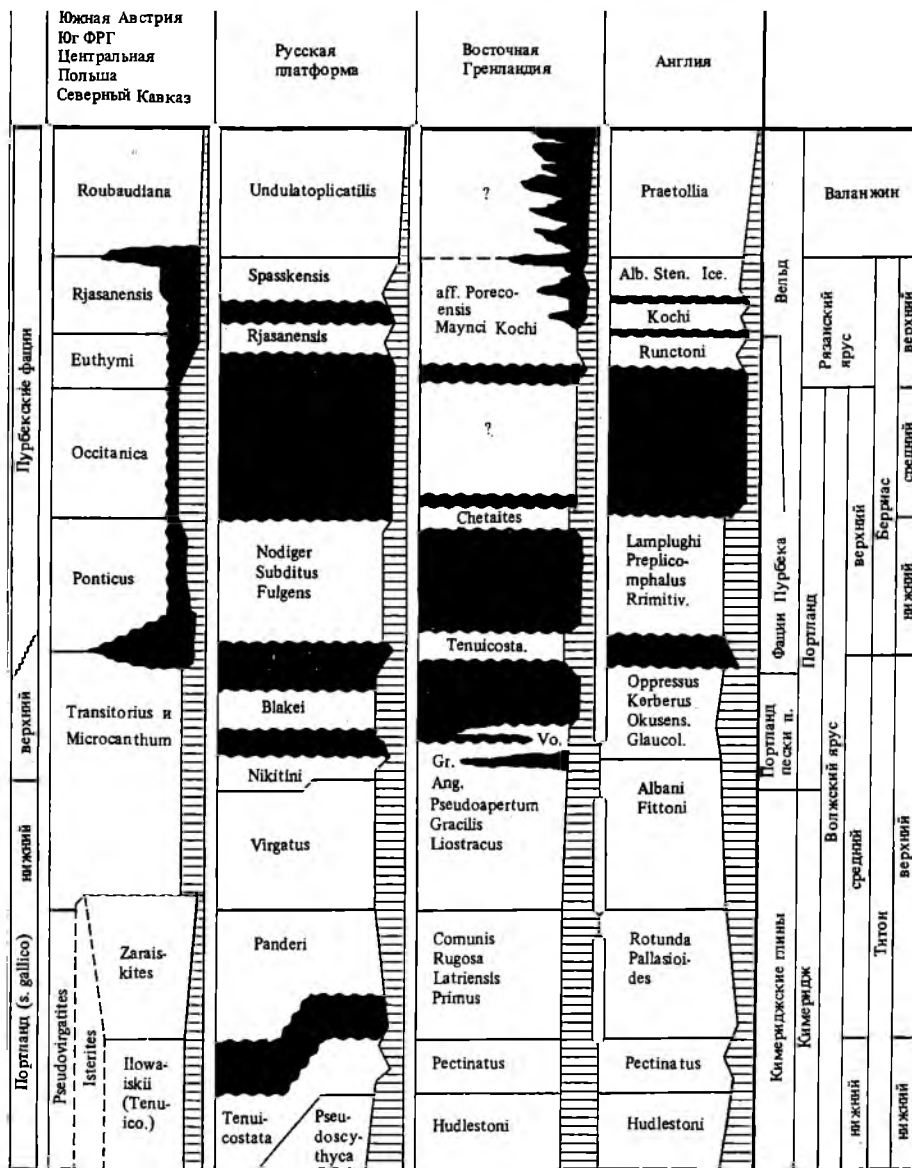 Южная Австрия
Юг ФРГ
Центральная
Польша
Северный Кавказ
Русская
платформа
Восточная
Гренландия
Англия
Пурбекские фации
верхний
нижний
Портланд (s. gallico)
Roubaudiana
Rjasanensis
Euthymi
Occitanica
Ponticus
Transitorius и
Microcanthum
Pseudovirgatites
Isterites
Zarais-
kites
Ilowa-
iskii
(Tenu-
ico.)
Undulatoplicatilis
Spasskensis
Rjasanensis
Nodiger
Subditus
Fulgens
Blakei
Nikitini
Virgatus
Panderi
Tenui-
costata
Pseu-
doscy-
thyca
?
aff. Poreco-
ensis
Maynci Kochi
?
Chetaites
Tenuicosta.
Vo.
Gr.
Ang.
Pseudoapertum
Gracilis
Liostracus
Comunis
Rugosa
Latriensis
Primus
Pectinatus
Hudlestoni
Praetollia
Alb. Sten. Ice.
Kochi
Runctoni
Lamplughi
Preplico-
mphalus
Rrimitiv.
Oppressus
Kerberus
Okusens.
Glaucol.
Albani
Fittoni
Rotunda
Pallasioi-
des
Pectinatus
Hudlestoni
Вельд
Фации Пурбека
Портланд
пески п.
Кимериджские глины
Портланд
Кимеридж
Валанжин
Рязанский
ярус
Волжский ярус
верхний
средний
нижний
Берриас
Титон
верхний
средний
нижний
верхний
нижний